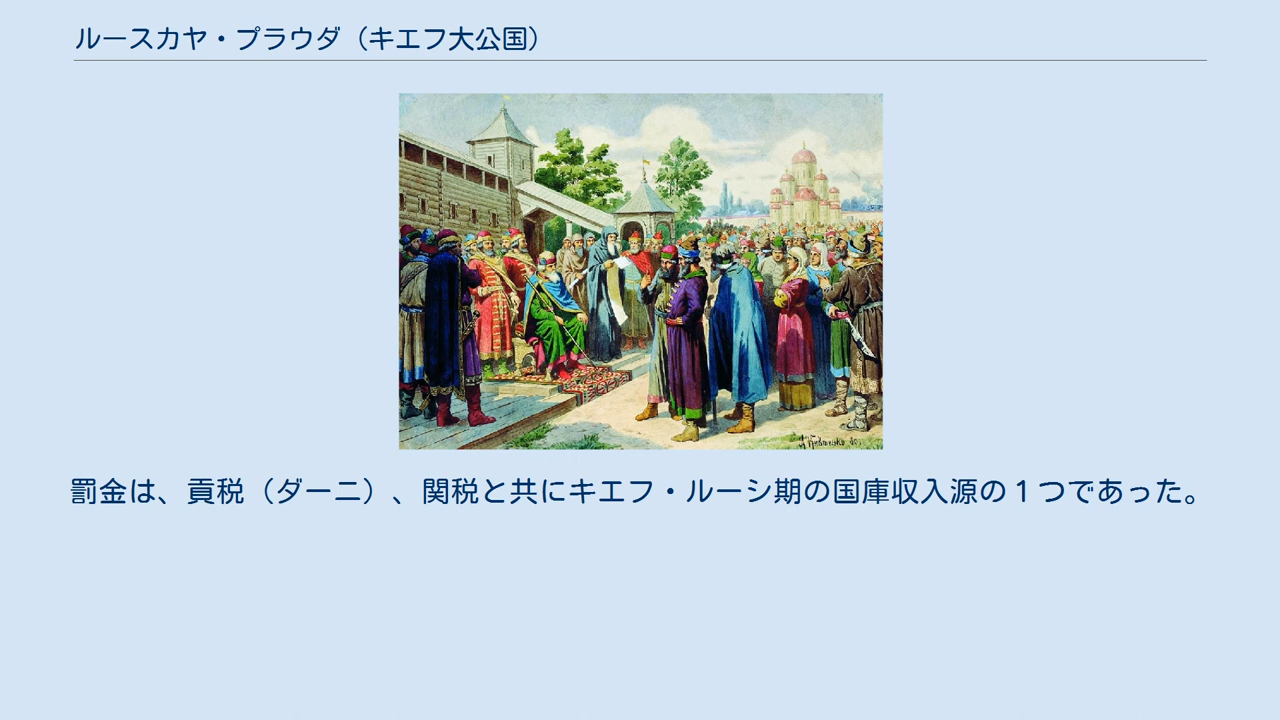 ルースカヤ・プラウダ（キエフ大公国）
罰金は、貢税（ダーニ）、関税と共にキエフ・ルーシ期の国庫収入源の１つであった。